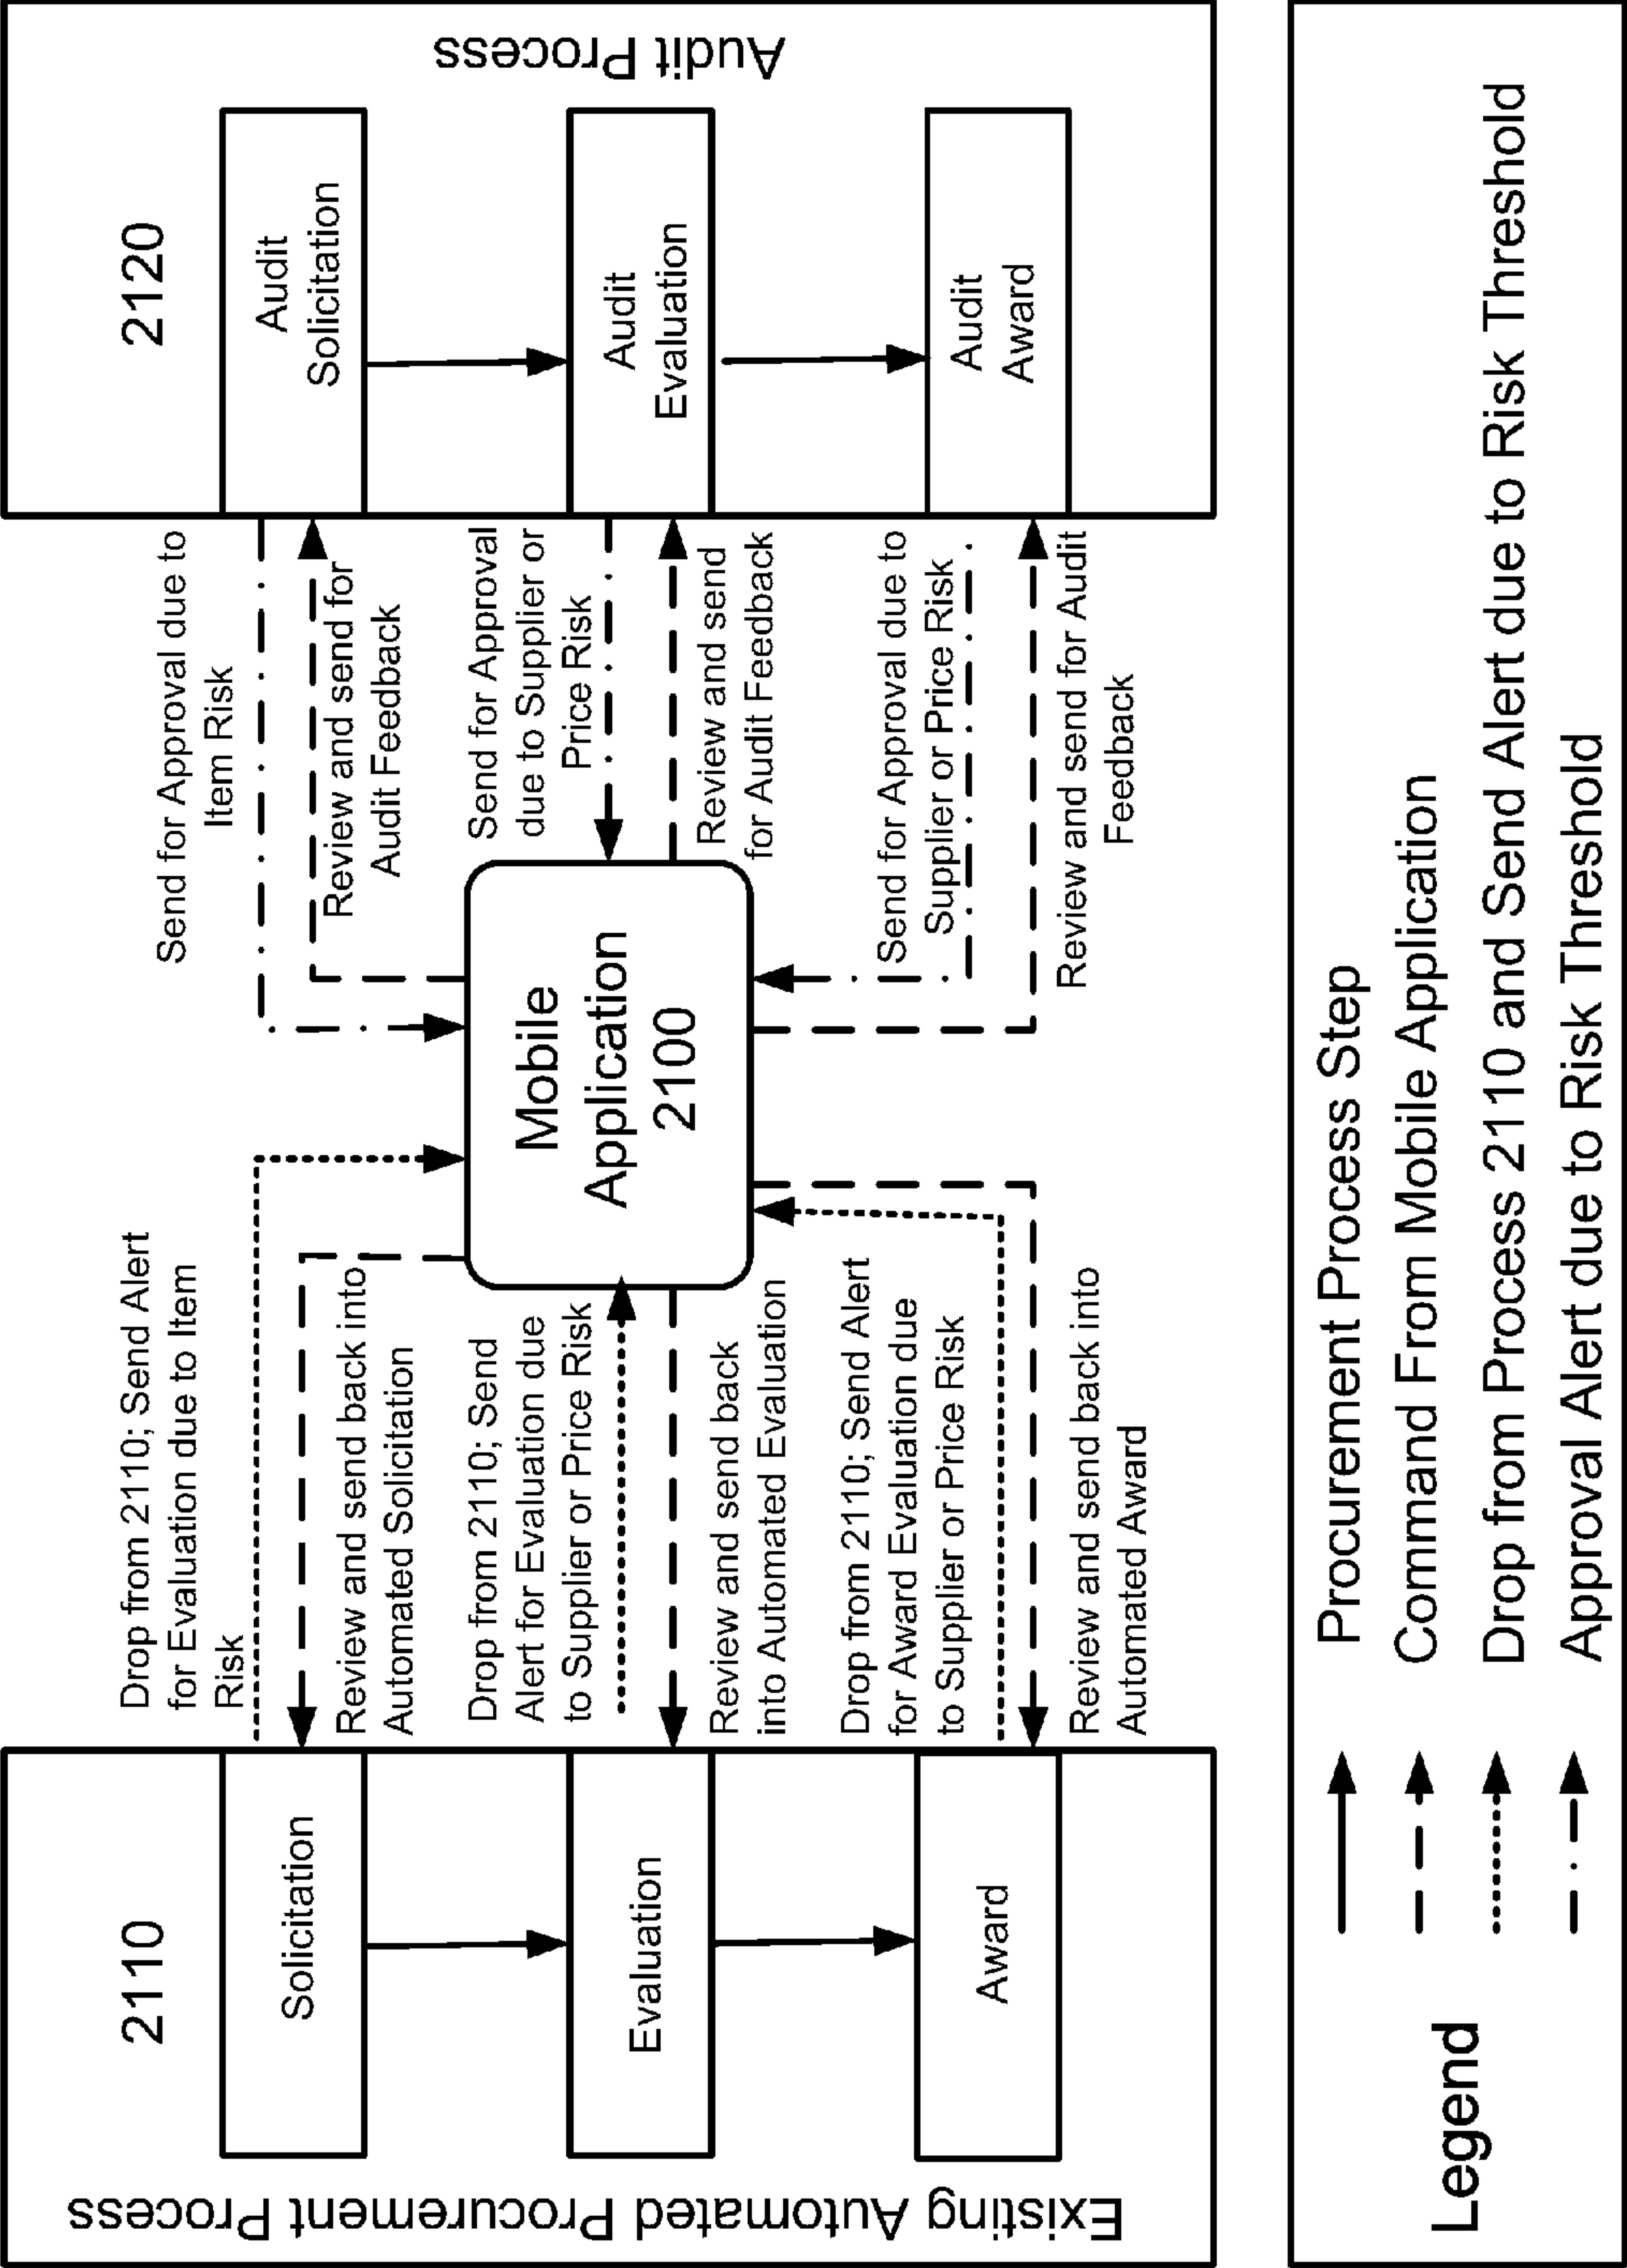 Existing Automated Procurement Process
2110
Solicitation
Evaluation
Award
Drop from 2110; Send Alert
for Evaluation due to Item
Risk
Review and send back into
Automated Solicitation
Drop from 2110; Send
Alert for Evaluation due
to Supplier or Price Risk
Review and send back
into Automated Evaluation
Drop from 2110; Send Alert
for Award Evaluation due
to Supplier or Price Risk
Review and send back into
Automated Award
Mobile
Application
2100
Send for Approval due to
Item Risk
Review and send for
Audit Feedback
Send for Approval
due to Supplier or
Price Risk
Review and send
for Audit Feedback
Send for Approval due to
Supplier or Price Risk
Review and send for Audit
Feedback
2120
Audit
Solicitation
Audit
Evaluation
Audit
Award
Audit Process
Legend
Procurement Process Step
Command From Mobile Application
Drop from Process 2110 and Send Alert due to Risk Threshold
Approval Alert due to Risk Threshold